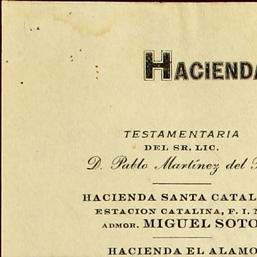 HACIENDA
TESTAMENTARIA
DEL SR. LIC.
D. Pablo Martínez del
HACIENDA SANTA CATAL
ESTACION CATALINA, F. I.
ADMOR. MIGUEL SOTO
HACIENDA EL ALAMO